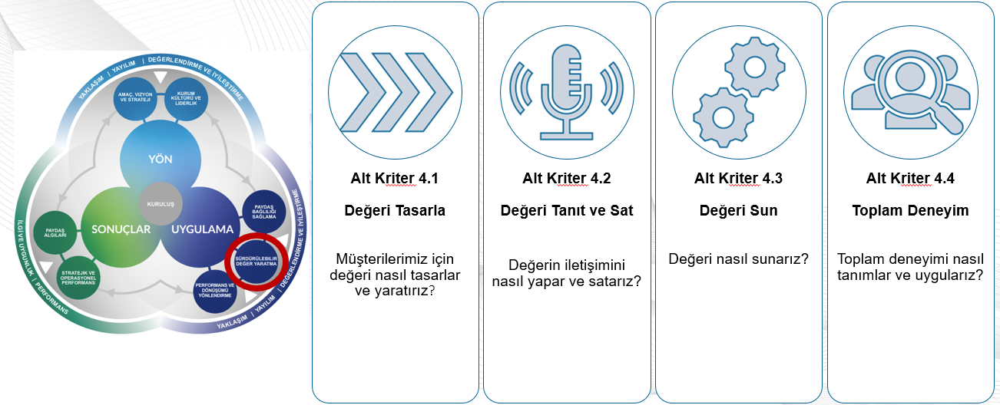 YAKLAŞIM | YAYILIM | DEĞERLENDİRME VE İYİLEŞTİRME
AMAÇ, VİZYON
VE STRATEJİ
KURUM
KÜLTÜRÜ VE
LİDERLİK
YÖN
KURULUŞ
SONUÇLAR
UYGULAMA
PAYDAŞ
ALGILARI
STRATEJİK VE
OPERASYONEL
PERFORMANS
PAYDAŞ
BAĞLILIĞI
SAĞLAMA
SÜRDÜRÜLEBİLİR
DEĞER YARATMA
PERFORMANS VE
DÖNÜŞÜMÜ
YÖNLENDİRME
İLGİ VE UYGUNLUK | PERFORMANS
YAKLAŞIM | YAYILIM | DEĞERLENDİRME VE İYİLEŞTİRME
Alt Kriter 4.1
Değeri Tasarla
Müşterilerimiz için
değeri nasıl tasarlar
ve yaratırız?
Alt Kriter 4.2
Değeri Tanıt ve Sat
Değerin iletişimini
nasıl yapar ve satarız?
Alt Kriter 4.3
Değeri Sun
Değeri nasıl sunarız?
Alt Kriter 4.4
Toplam Deneyim
Toplam deneyimi nasıl
tanımlar ve uygularız?